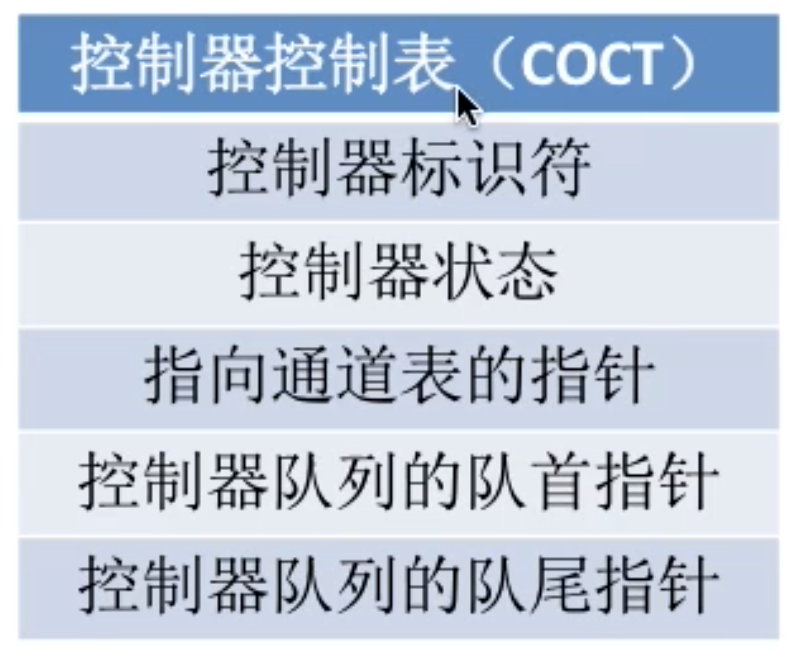 控制器控制表（COCT）
控制器标识符
控制器状态
指向通道表的指针
控制器队列的队首指针
控制器队列的队尾指针